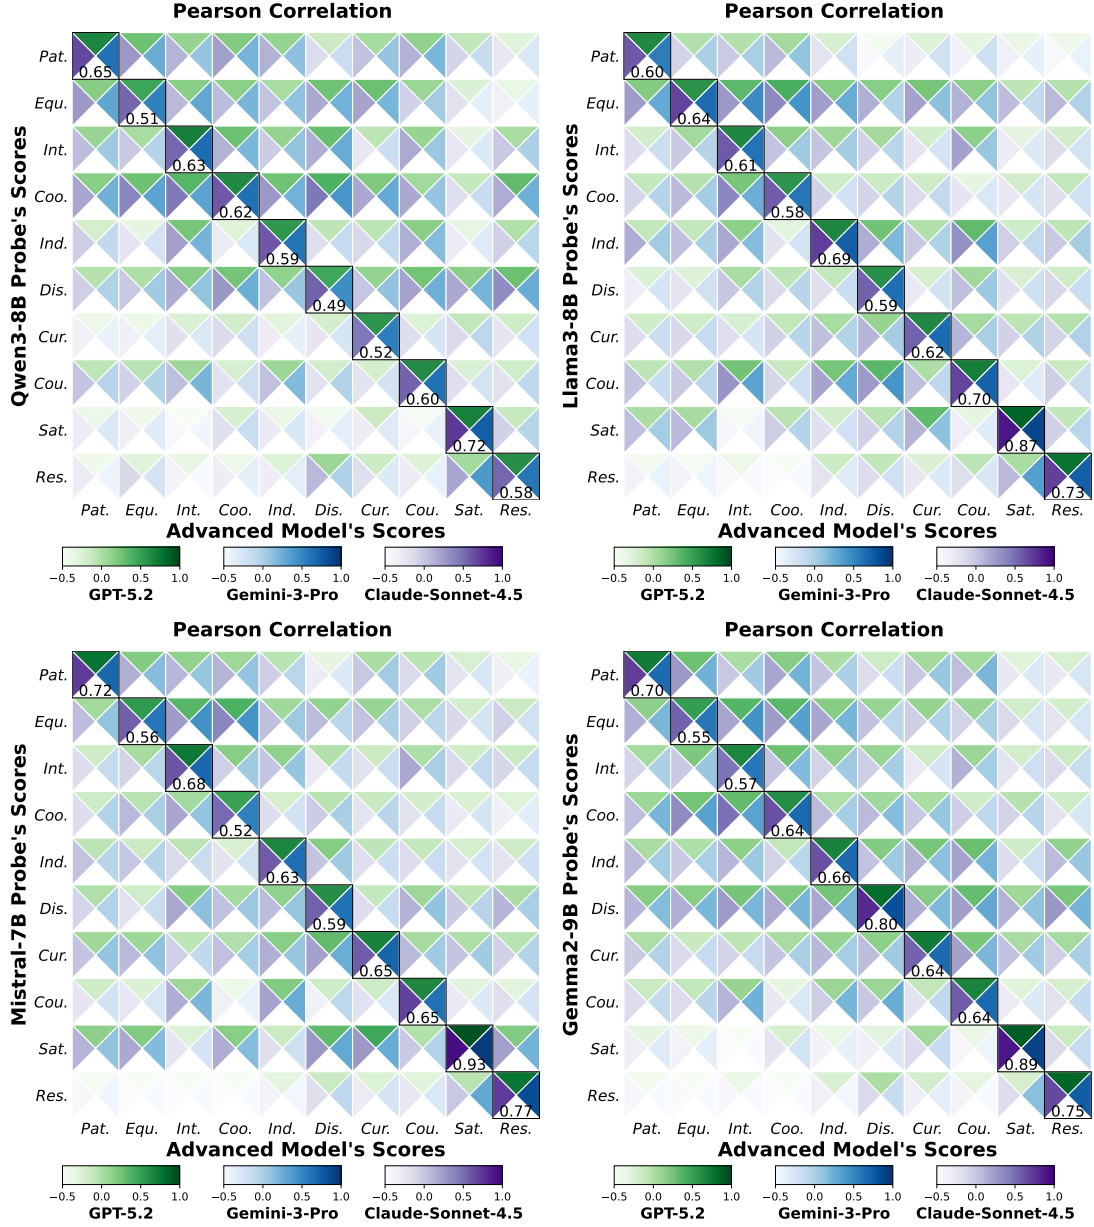 Pearson Correlation
Qwen3-8B Probe's Scores
Pat.
0.65
Equ.
0.51
Int.
0.63
Coo.
0.62
Ind.
0.59
Dis.
0.49
Cur.
0.52
Cou.
0.60
Sat.
0.72
Res.
0.58
Pat. Equ. Int. Coo. Ind. Dis. Cur. Cou. Sat. Res.
Advanced Model's Scores
−0.5 0.0 0.5 1.0 −0.5 0.0 0.5 1.0 −0.5 0.0 0.5 1.0
GPT-5.2 Gemini-3-Pro Claude-Sonnet-4.5
Pearson Correlation
Llama3-8B Probe's Scores
Pat.
0.60
Equ.
0.64
Int.
0.61
Coo.
0.58
Ind.
0.69
Dis.
0.59
Cur.
0.62
Cou.
0.70
Sat.
0.87
Res.
0.73
Pat. Equ. Int. Coo. Ind. Dis. Cur. Cou. Sat. Res.
Advanced Model's Scores
−0.5 0.0 0.5 1.0 −0.5 0.0 0.5 1.0 −0.5 0.0 0.5 1.0
GPT-5.2 Gemini-3-Pro Claude-Sonnet-4.5
Pearson Correlation
Mistral-7B Probe's Scores
Pat.
0.72
Equ.
0.56
Int.
0.68
Coo.
0.52
Ind.
0.63
Dis.
0.59
Cur.
0.65
Cou.
0.65
Sat.
0.93
Res.
0.77
Pat. Equ. Int. Coo. Ind. Dis. Cur. Cou. Sat. Res.
Advanced Model's Scores
−0.5 0.0 0.5 1.0 −0.5 0.0 0.5 1.0 −0.5 0.0 0.5 1.0
GPT-5.2 Gemini-3-Pro Claude-Sonnet-4.5
Pearson Correlation
Gemma2-9B Probe's Scores
Pat.
0.70
Equ.
0.55
Int.
0.57
Coo.
0.64
Ind.
0.66
Dis.
0.80
Cur.
0.64
Cou.
0.64
Sat.
0.89
Res.
0.75
Pat. Equ. Int. Coo. Ind. Dis. Cur. Cou. Sat. Res.
Advanced Model's Scores
−0.5 0.0 0.5 1.0 −0.5 0.0 0.5 1.0 −0.5 0.0 0.5 1.0
GPT-5.2 Gemini-3-Pro Claude-Sonnet-4.5